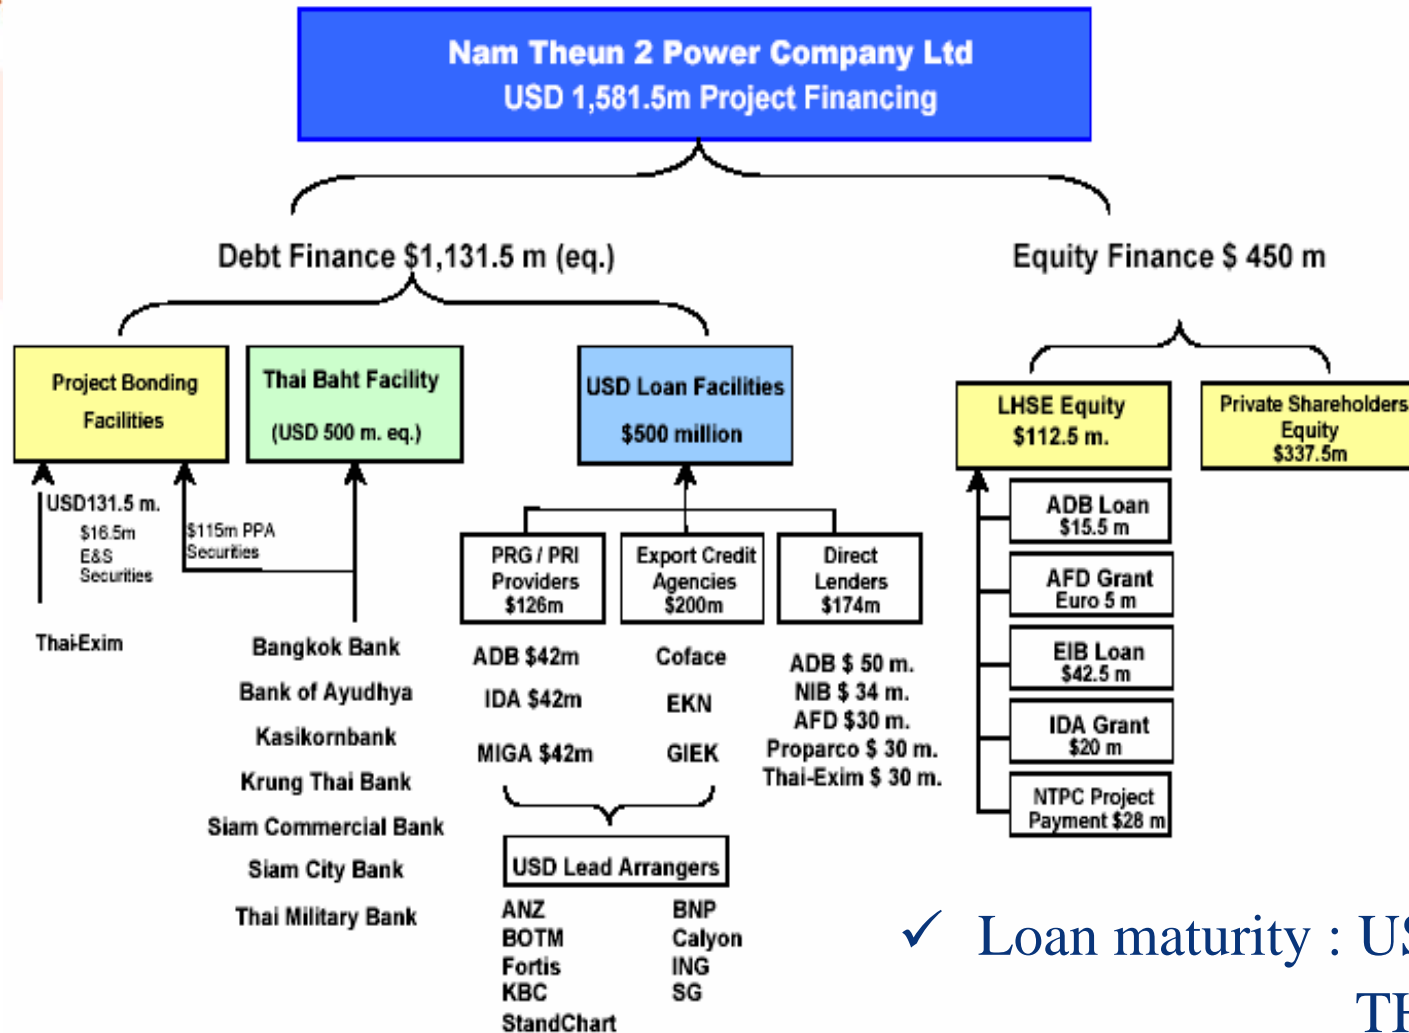 Nam Theun 2 Power Company Ltd
USD 1,581.5m Project Financing
Debt Finance $1,131.5 m (eq.)
Equity Finance $ 450 m
Project Bonding
Facilities
Thai Baht Facility
(USD 500 m. eq.)
USD Loan Facilities
$500 million
LHSE Equity
$112.5 m.
Private Shareholders
Equity
$337.5m
USD131.5 m.
$16.5m
E&S
Securities
$115m PPA
Securities
Thai-Exim
Bangkok Bank
Bank of Ayudhya
Kasikornbank
Krung Thai Bank
Siam Commercial Bank
Siam City Bank
Thai Military Bank
PRG / PRI
Providers
$126m
Export Credit
Agencies
$200m
Direct
Lenders
$174m
ADB $42m
IDA $42m
MIGA $42m
Coface
EKN
GIEK
ADB $ 50 m.
NIB $ 34 m.
AFD $30 m.
Proparco $ 30 m.
Thai-Exim $ 30 m.
USD Lead Arrangers
ANZ
BOTM
Fortis
KBC
StandChart
BNP
Calyon
ING
SG
ADB Loan
$15.5 m
AFD Grant
Euro 5 m
EIB Loan
$42.5 m
IDA Grant
$20 m
NTPC Project
Payment $28 m
✓ Loan maturity :